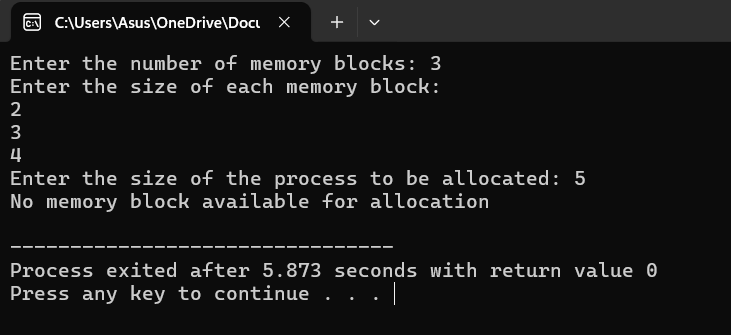 C:\Users\Asus\OneDrive\Docu
Enter the number of memory blocks: 3
Enter the size of each memory block:
2
3
4
Enter the size of the process to be allocated: 5
No memory block available for allocation
--------------------------------
Process exited after 5.873 seconds with return value 0
Press any key to continue . . .